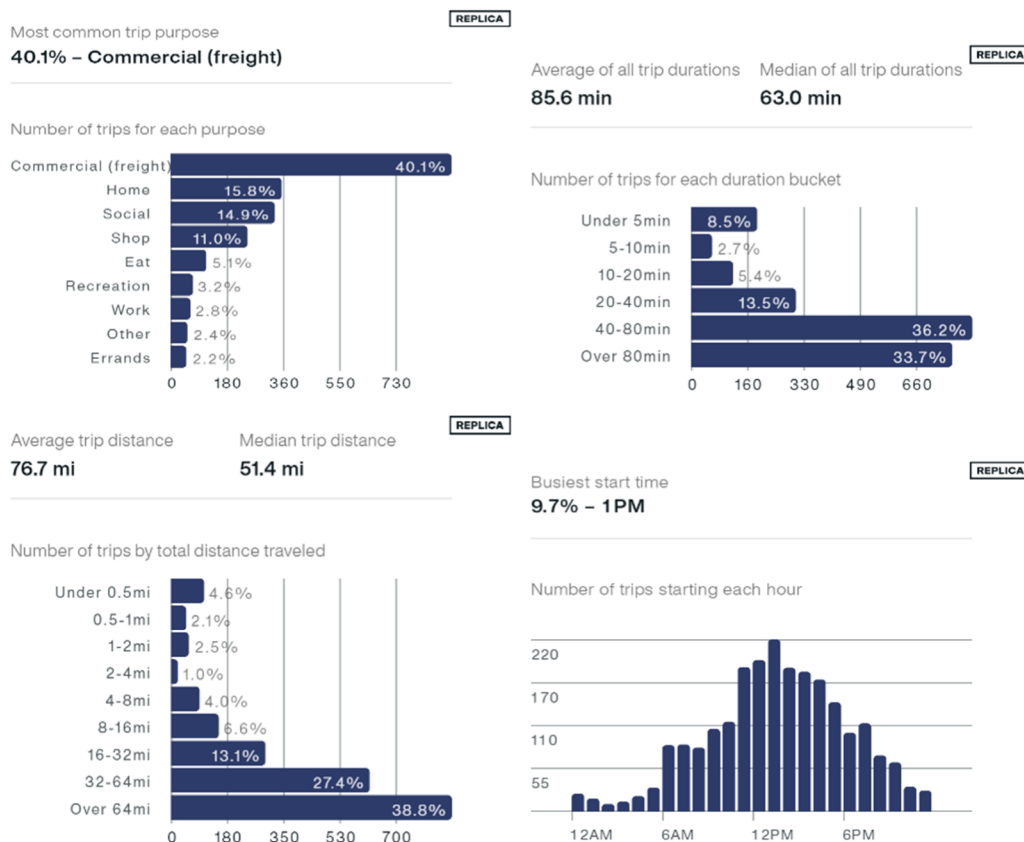 REPLICA
Most common trip purpose
40.1% – Commercial (freight)
Number of trips for each purpose
Commercial (freight) 40.1%
Home 15.8%
Social 14.9%
Shop 11.0%
Eat 5.1%
Recreation 3.2%
Work 2.8%
Other 2.4%
Errands 2.2%
0 180 360 550 730
REPLICA
Average of all trip durations Median of all trip durations
85.6 min 63.0 min
Number of trips for each duration bucket
Under 5min 8.5%
5-10min 2.7%
10-20min 5.4%
20-40min 13.5%
40-80min 36.2%
Over 80min 33.7%
0 160 330 490 660
REPLICA
Average trip distance Median trip distance
76.7 mi 51.4 mi
Number of trips by total distance traveled
Under 0.5mi 4.6%
0.5-1mi 2.1%
1-2mi 2.5%
2-4mi 1.0%
4-8mi 4.0%
8-16mi 6.6%
16-32mi 13.1%
32-64mi 27.4%
Over 64mi 38.8%
0 180 350 530 700
REPLICA
Busiest start time
9.7% – 1PM
Number of trips starting each hour
220
170
110
55
12AM 6AM 12PM 6PM